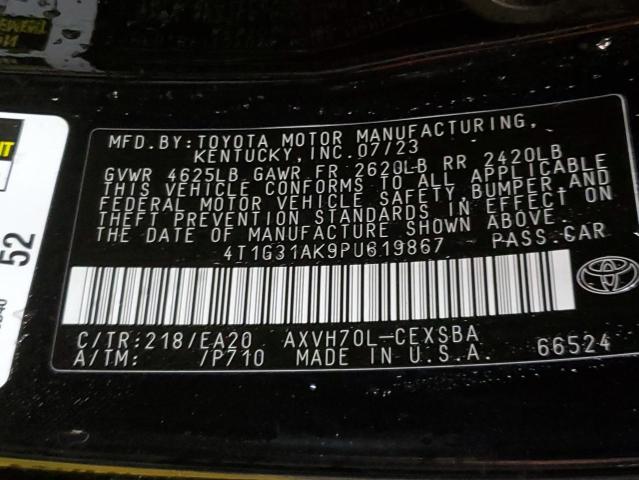 MFD. BY: TOYOTA MOTOR MANUFACTURING,
KENTUCKY, INC. 07/23
GVWR 4625LB GAWR FR 2620LB RR 2420LB
THIS VEHICLE CONFORMS TO ALL APPLICABLE
FEDERAL MOTOR VEHICLE SAFETY, BUMPER, AND
THEFT PREVENTION STANDARDS IN EFFECT ON
THE DATE OF MANUFACTURE SHOWN ABOVE.
4T1G31AK9PU619867 PASS. CAR
C/TR: 218/EA20 AXVH70L-CEXSBA
A/TM: /P710 MADE IN U.S.A. 66524
52